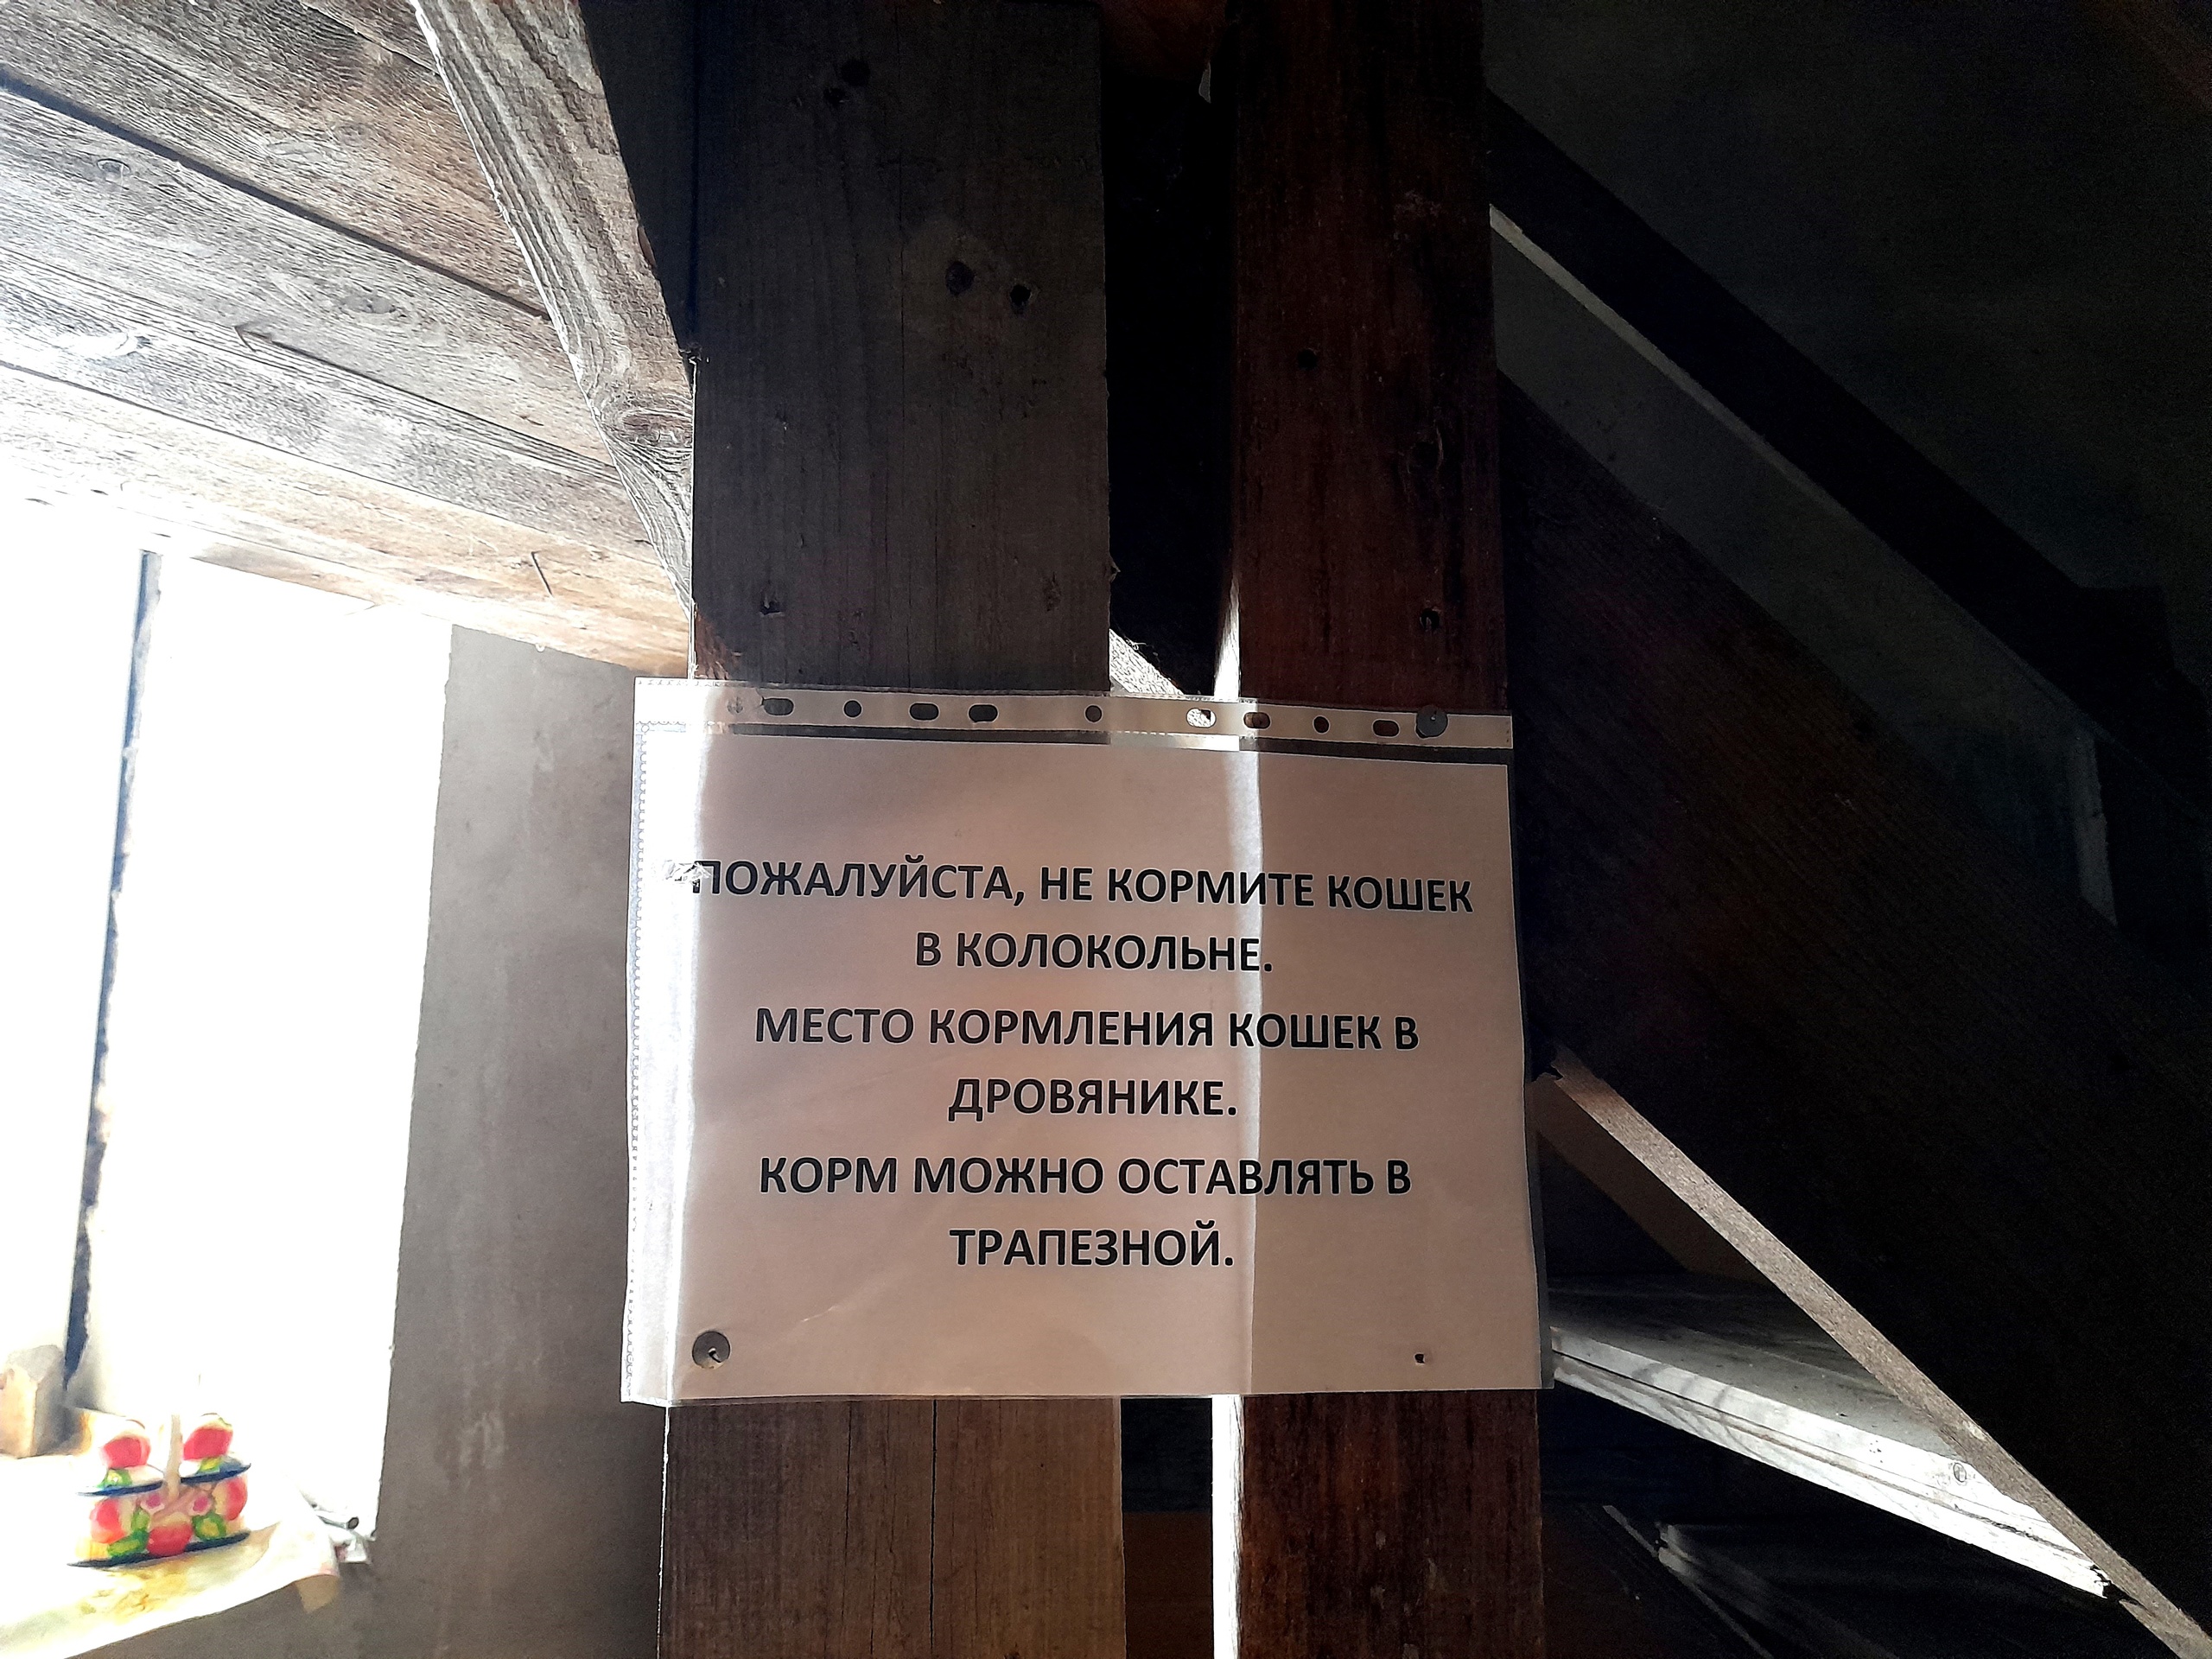 ПОЖАЛУЙСТА, НЕ КОРМИТЕ КОШЕК
В КОЛОКОЛЬНЕ.
МЕСТО КОРМЛЕНИЯ КОШЕК В
ДРОВЯНИКЕ.
КОРМ МОЖНО ОСТАВЛЯТЬ В
ТРАПЕЗНОЙ.